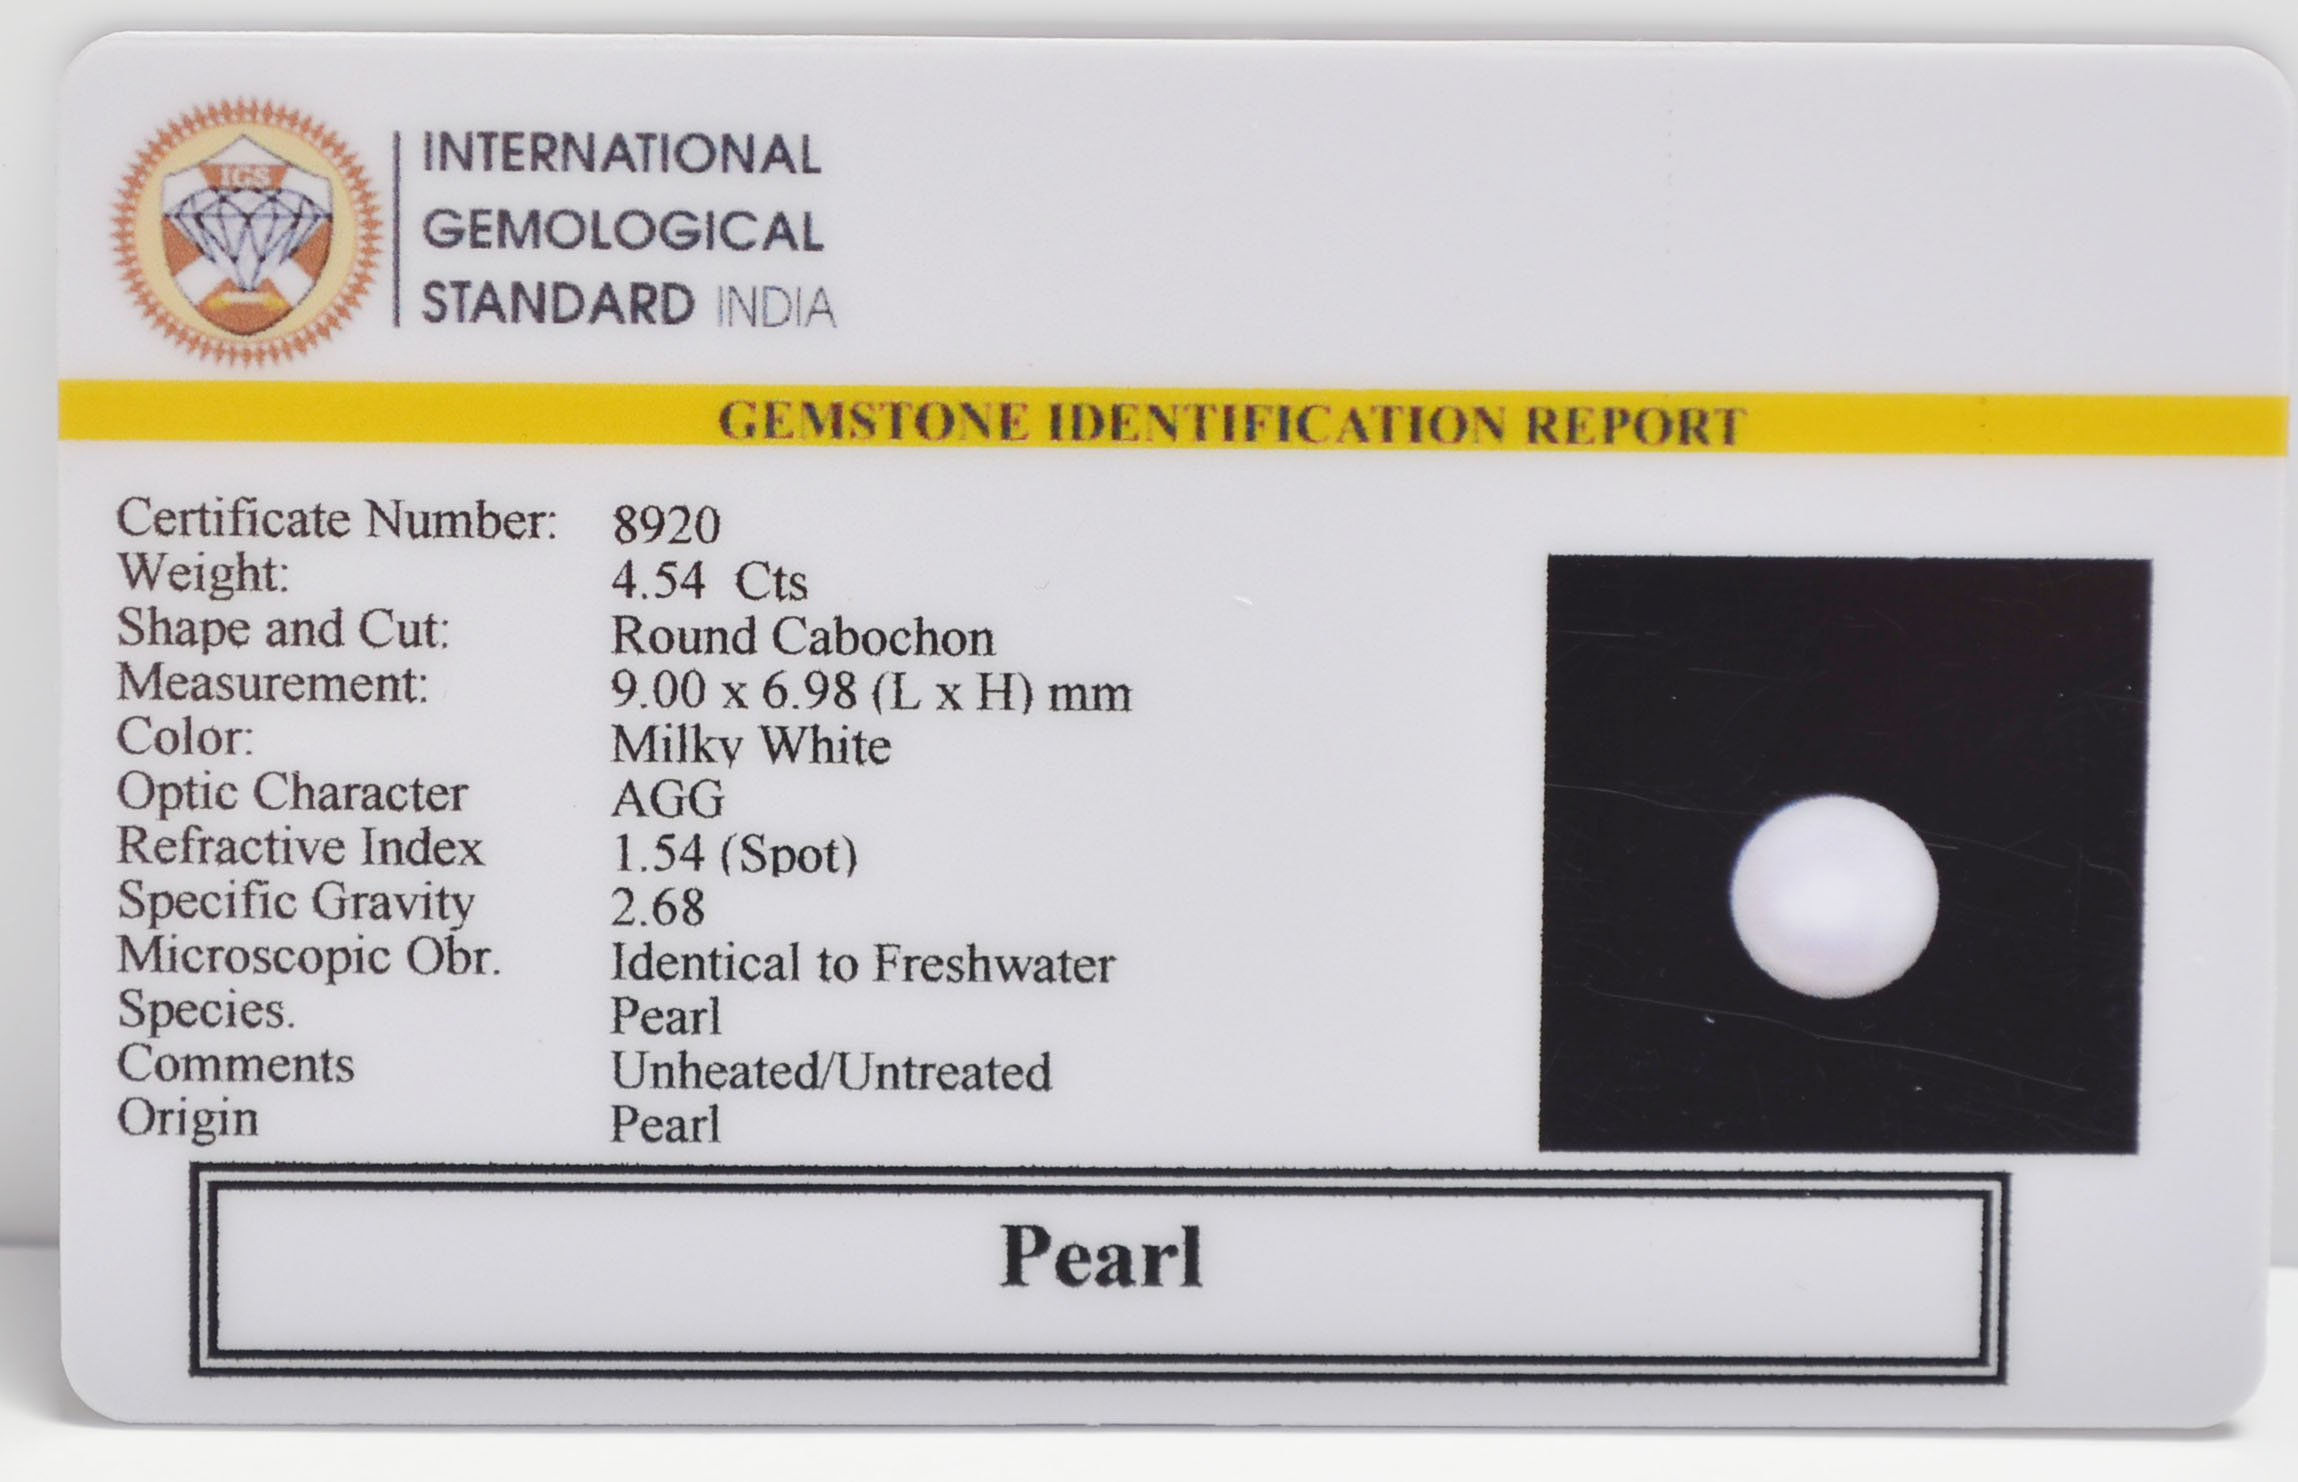 IGS
INTERNATIONAL
GEMOLOGICAL
STANDARD INDIA
GEMSTONE IDENTIFICATION REPORT
Certificate Number: 8920
Weight: 4.54 Cts
Shape and Cut: Round Cabochon
Measurement: 9.00 x 6.98 (L x H) mm
Color: Milky White
Optic Character AGG
Refractive Index 1.54 (Spot)
Specific Gravity 2.68
Microscopic Obr. Identical to Freshwater
Species. Pearl
Comments Unheated/Untreated
Origin Pearl
Pearl